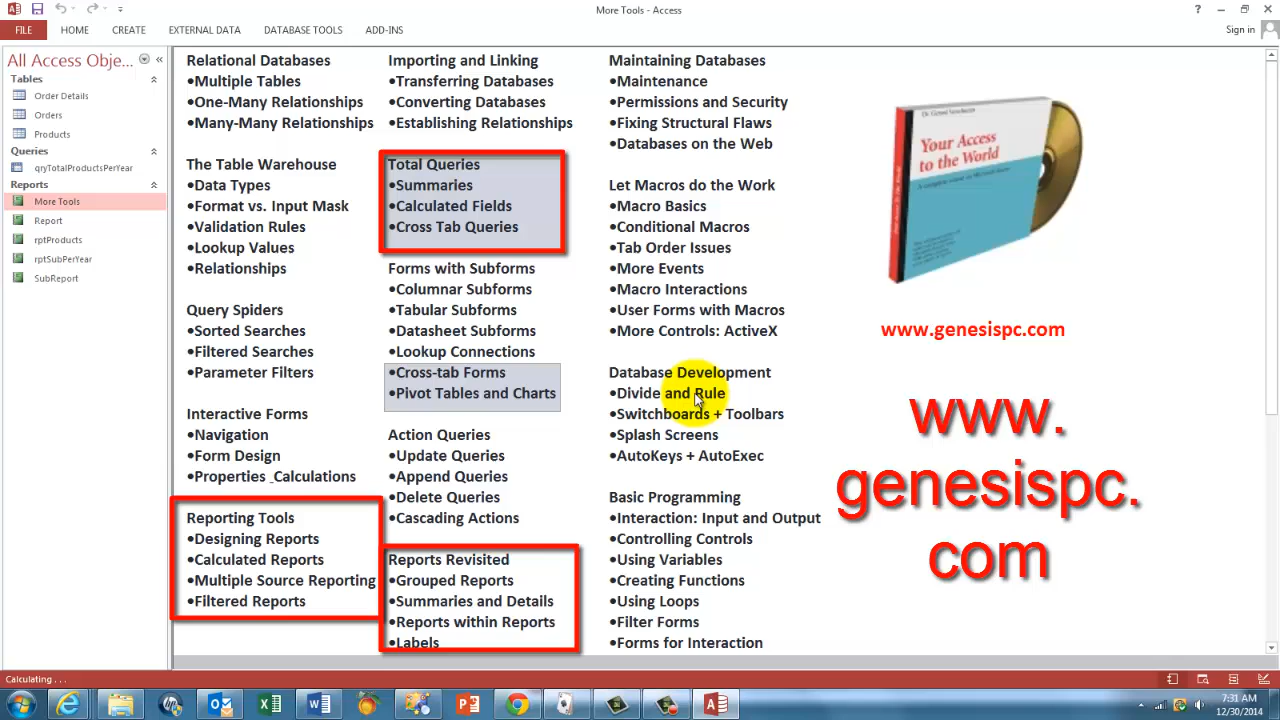 More Tools - Access
FILE
HOME
CREATE
EXTERNAL DATA
DATABASE TOOLS
ADD-INS
Sign in
All Access Obje...
Tables
Order Details
Orders
Products
Queries
qryTotalProductsPerYear
Reports
More Tools
Report
rptProducts
rptSubPerYear
SubReport
Relational Databases
•Multiple Tables
•One-Many Relationships
•Many-Many Relationships
The Table Warehouse
•Data Types
•Format vs. Input Mask
•Validation Rules
•Lookup Values
•Relationships
Query Spiders
•Sorted Searches
•Filtered Searches
•Parameter Filters
Interactive Forms
•Navigation
•Form Design
•Properties _Calculations
Reporting Tools
•Designing Reports
•Calculated Reports
•Multiple Source Reporting
•Filtered Reports
Importing and Linking
•Transferring Databases
•Converting Databases
•Establishing Relationships
Total Queries
•Summaries
•Calculated Fields
•Cross Tab Queries
Forms with Subforms
•Columnar Subforms
•Tabular Subforms
•Datasheet Subforms
•Lookup Connections
•Cross-tab Forms
•Pivot Tables and Charts
Action Queries
•Update Queries
•Append Queries
•Delete Queries
•Cascading Actions
Reports Revisited
•Grouped Reports
•Summaries and Details
•Reports within Reports
•Labels
Maintaining Databases
•Maintenance
•Permissions and Security
•Fixing Structural Flaws
•Databases on the Web
Let Macros do the Work
•Macro Basics
•Conditional Macros
•Tab Order Issues
•More Events
•Macro Interactions
•User Forms with Macros
•More Controls: ActiveX
Database Development
•Divide and Rule
•Switchboards + Toolbars
•Splash Screens
•AutoKeys + AutoExec
Basic Programming
•Interaction: Input and Output
•Controlling Controls
•Using Variables
•Creating Functions
•Using Loops
•Filter Forms
•Forms for Interaction
Your Access
to the World
www.genesispc.com
www.
genesispc.
com
Calculating . . .
7:31 AM
12/30/2014